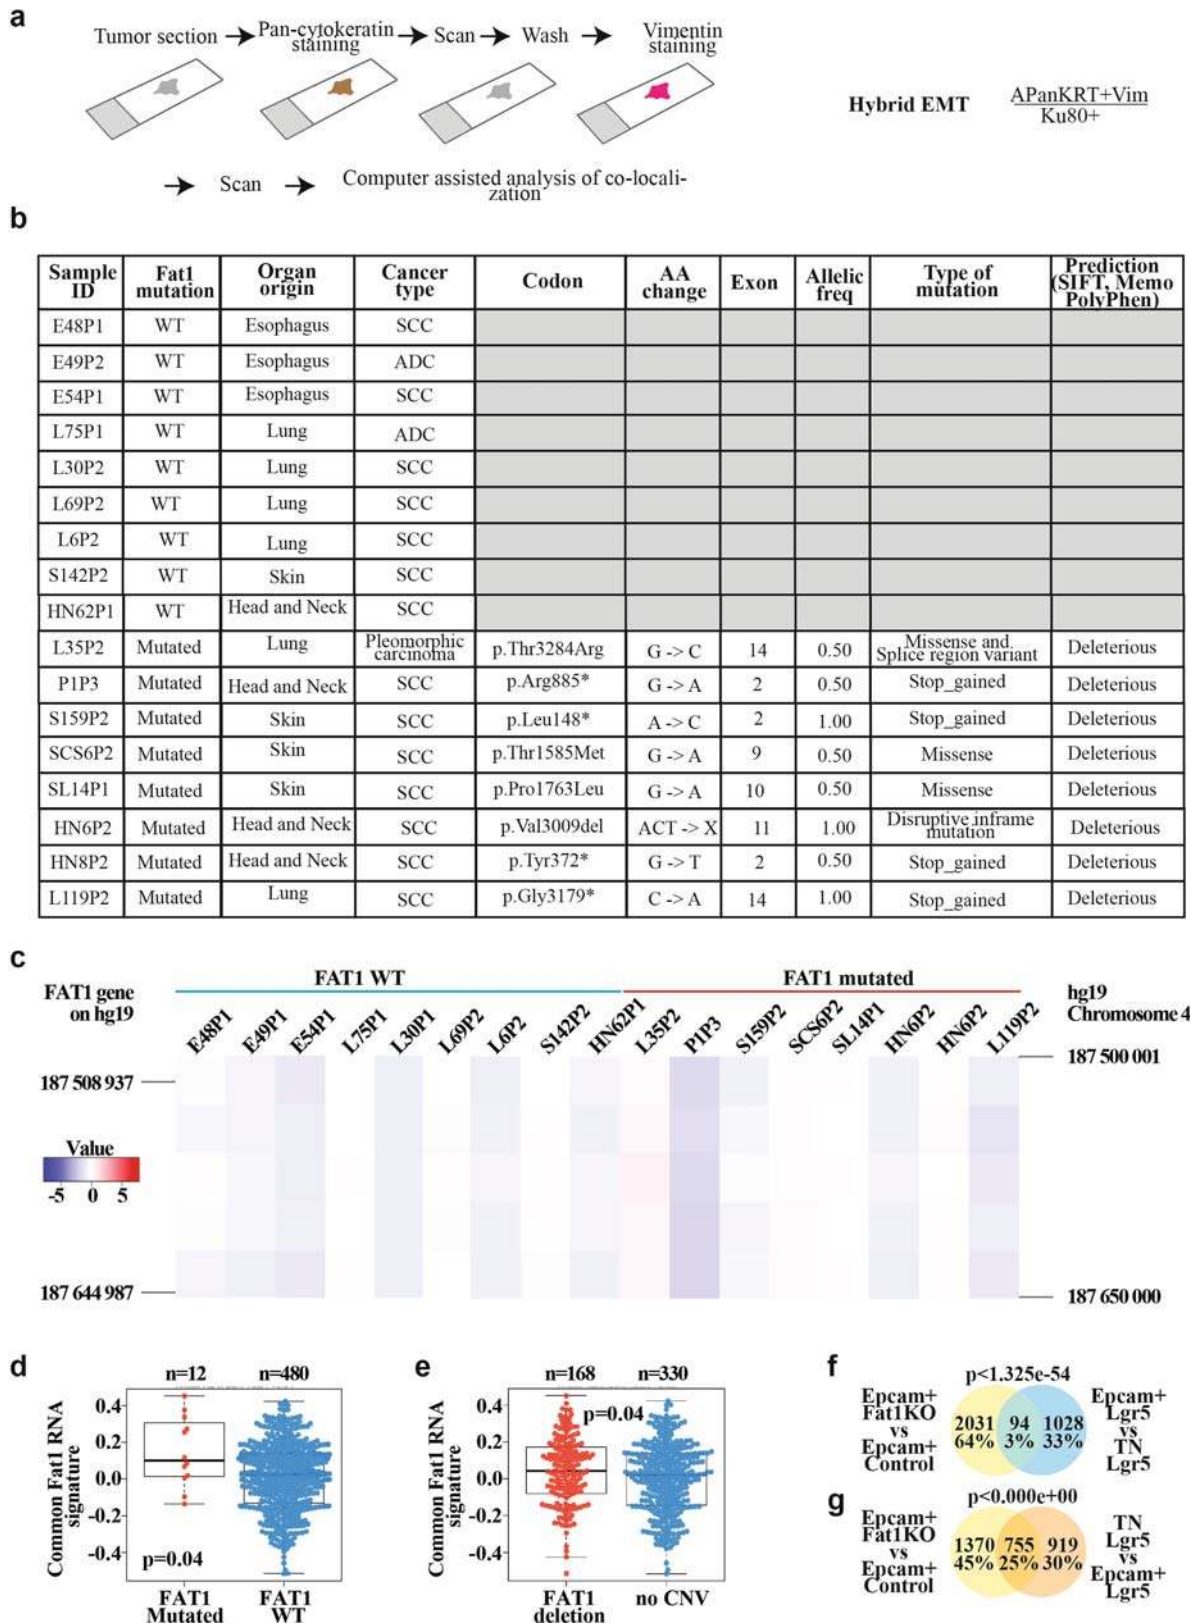 a
Tumor section
Pan-cytokeratin
staining
Scan
Wash
Vimentin
staining
Hybrid EMT
APanKRT+Vim
Ku80+
Scan
Computer assisted analysis of co-locali-
zation
b
Sample ID | Fat1 mutation | Organ origin | Cancer type | Codon | AA change | Exon | Allelic freq | Type of mutation | Prediction (SIFT, Memo PolyPhen)
E48P1 WT Esophagus SCC
E49P2 WT Esophagus ADC
E54P1 WT Esophagus SCC
L75P1 WT Lung ADC
L30P2 WT Lung SCC
L69P2 WT Lung SCC
L6P2 WT Lung SCC
S142P2 WT Skin SCC
HN62P1 WT Head and Neck SCC
L35P2 Mutated Lung Pleomorphic carcinoma p.Thr3284Arg G -> C 14 0.50 Missense and Splice region variant Deleterious
P1P3 Mutated Head and Neck SCC p.Arg885* G -> A 2 0.50 Stop_gained Deleterious
S159P2 Mutated Skin SCC p.Leu148* A -> C 2 1.00 Stop_gained Deleterious
SCS6P2 Mutated Skin SCC p.Thr1585Met G -> A 9 0.50 Missense Deleterious
SL14P1 Mutated Skin SCC p.Pro1763Leu G -> A 10 0.50 Missense Deleterious
HN6P2 Mutated Head and Neck SCC p.Val3009del ACT -> X 11 1.00 Disruptive inframe mutation Deleterious
HN8P2 Mutated Head and Neck SCC p.Tyr372* G -> T 2 0.50 Stop_gained Deleterious
L119P2 Mutated Lung SCC p.Gly3179* C -> A 14 1.00 Stop_gained Deleterious
c
FAT1 WT
FAT1 mutated
FAT1 gene
on hg19
hg19
Chromosome 4
E48P1 E49P1 E54P1 L75P1 L30P1 L69P2 L6P2 S142P2 HN62P1 L35P2 P1P3 S159P2 SCS6P2 SL14P1 HN6P2 HN6P2 L119P2
187 508 937
187 500 001
Value
-5 0 5
187 644 987
187 650 000
d
n=12 n=480
Common Fat1 RNA
signature
0.4
0.2
0.0
-0.2
-0.4
p=0.04
FAT1
Mutated
FAT1
WT
e
n=168 n=330
Common Fat1 RNA
signature
0.4
0.2
0.0
-0.2
-0.4
p=0.04
FAT1
deletion
no CNV
f
p<1.325e-54
Epcam+
Fat1KO
vs
Epcam+
Control
2031 94 1028
64% 3% 33%
Epcam+
Lgr5
vs
TN
Lgr5
g
p<0.000e+00
Epcam+
Fat1KO
vs
Epcam+
Control
1370 755 919
45% 25% 30%
TN
Lgr5
vs
Epcam+
Lgr5